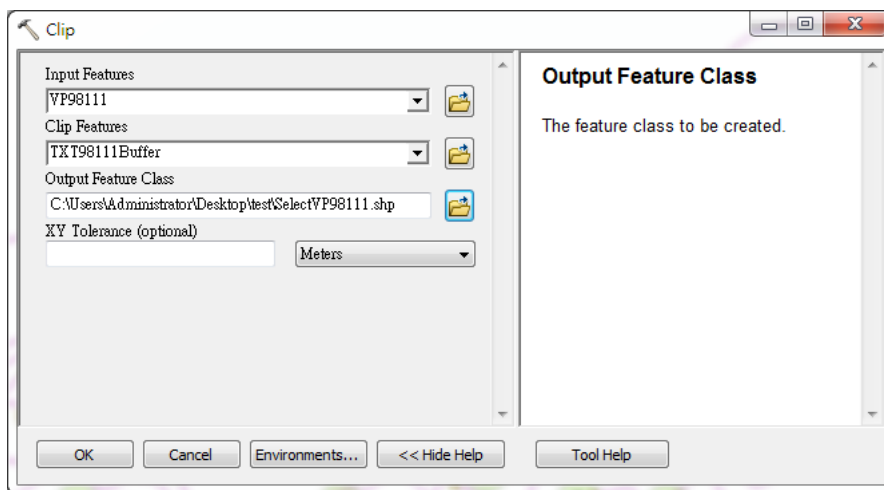 Clip
Input Features
VP98111
Clip Features
TXT98111Buffer
Output Feature Class
C:\Users\Administrator\Desktop\test\SelectVP98111.shp
XY Tolerance (optional)
Meters
Output Feature Class
The feature class to be created.
OK
Cancel
Environments...
<< Hide Help
Tool Help